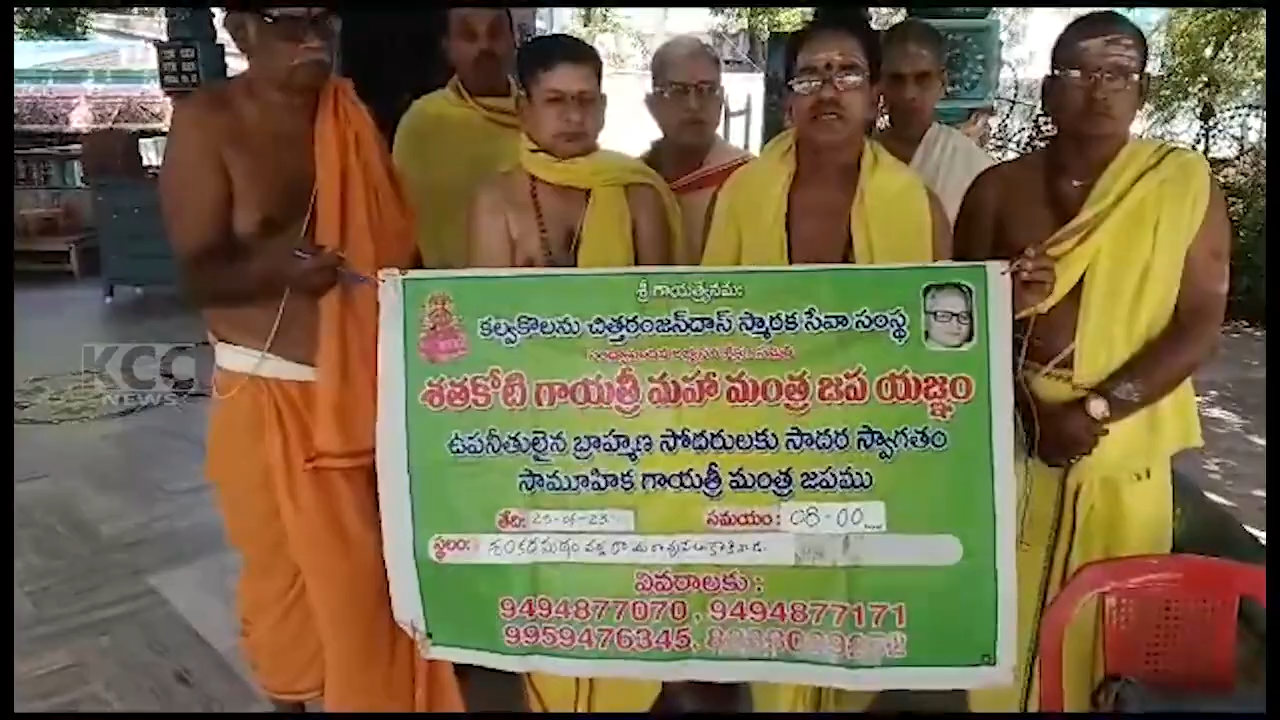 శ్రీ గాయత్ర్యైనమః
కల్వకొలను చిత్తరంజన్‌దాస్ స్మారక సేవా సంస్థ
శతకోటి గాయత్రీ మహా మంత్ర జప యజ్ఞం
ఉపనీతులైన బ్రాహ్మణ సోదరులకు సాదర స్వాగతం
సామూహిక గాయత్రీ మంత్ర జపము
తేది: సమయం: 08-00
స్థలం:
వివరాలకు :
9494877070, 9494877171
9959476345,
KCC
NEWS